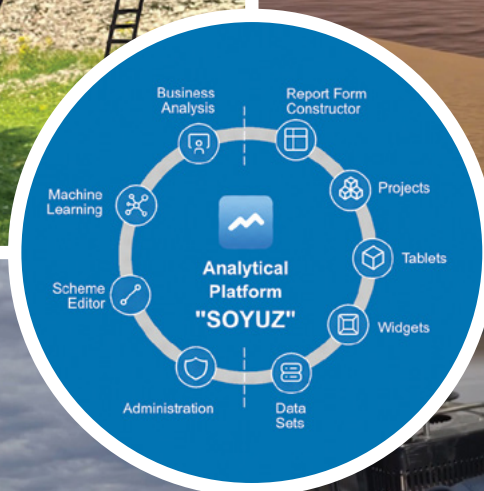 Business
Analysis
Report Form
Constructor
Machine
Learning
Projects
Analytical
Platform
"SOYUZ"
Tablets
Scheme
Editor
Widgets
Administration
Data
Sets